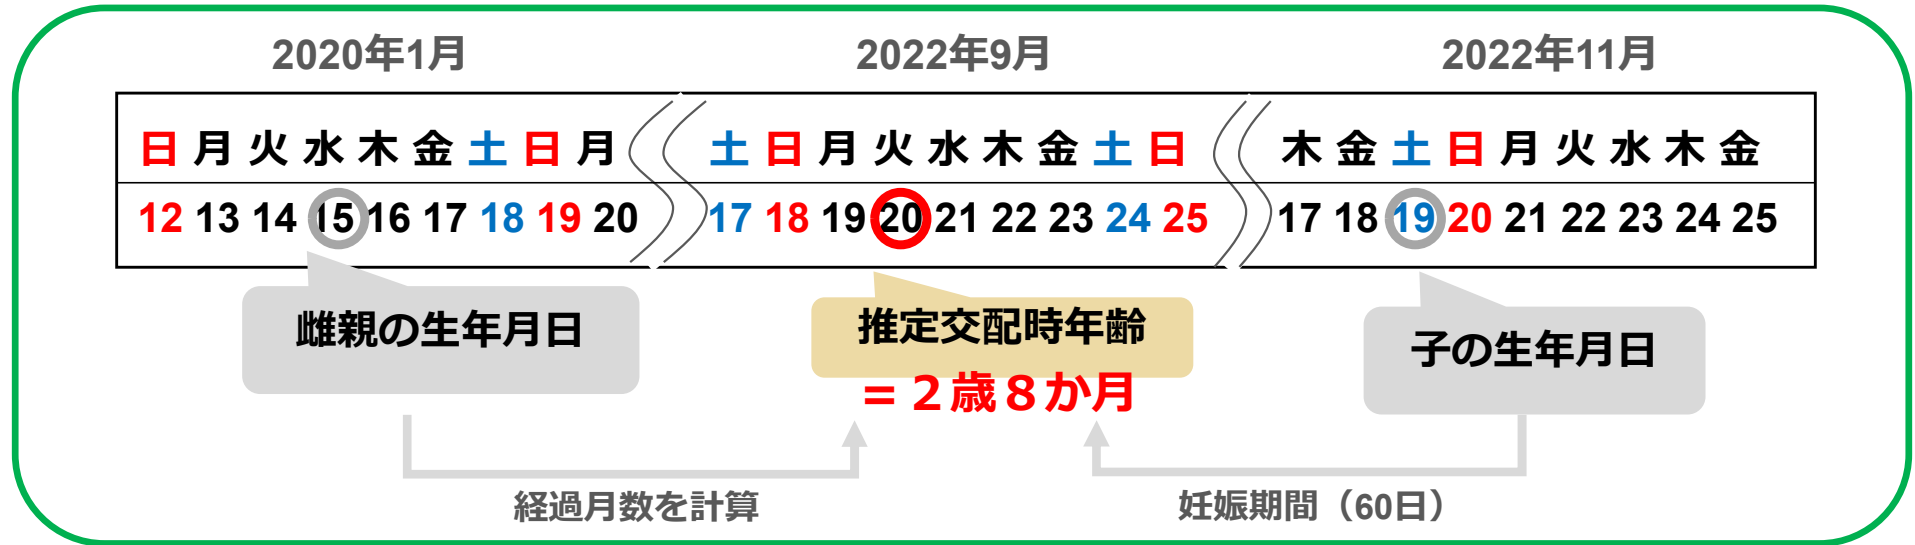 2020年1月 2022年9月 2022年11月
日 月 火 水 木 金 土 日 月 土 日 月 火 水 木 金 土 日 木 金 土 日 月 火 水 木 金
12 13 14 15 16 17 18 19 20 17 18 19 20 21 22 23 24 25 17 18 19 20 21 22 23 24 25
雌親の生年月日 推定交配時年齢 子の生年月日
＝２歳８か月
経過月数を計算 妊娠期間（60日）